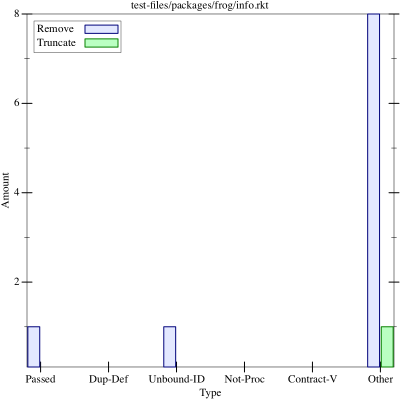 test-files/packages/frog/info.rkt
Remove
Truncate
8
6
4
2
Amount
Passed Dup-Def Unbound-ID Not-Proc Contract-V Other
Type